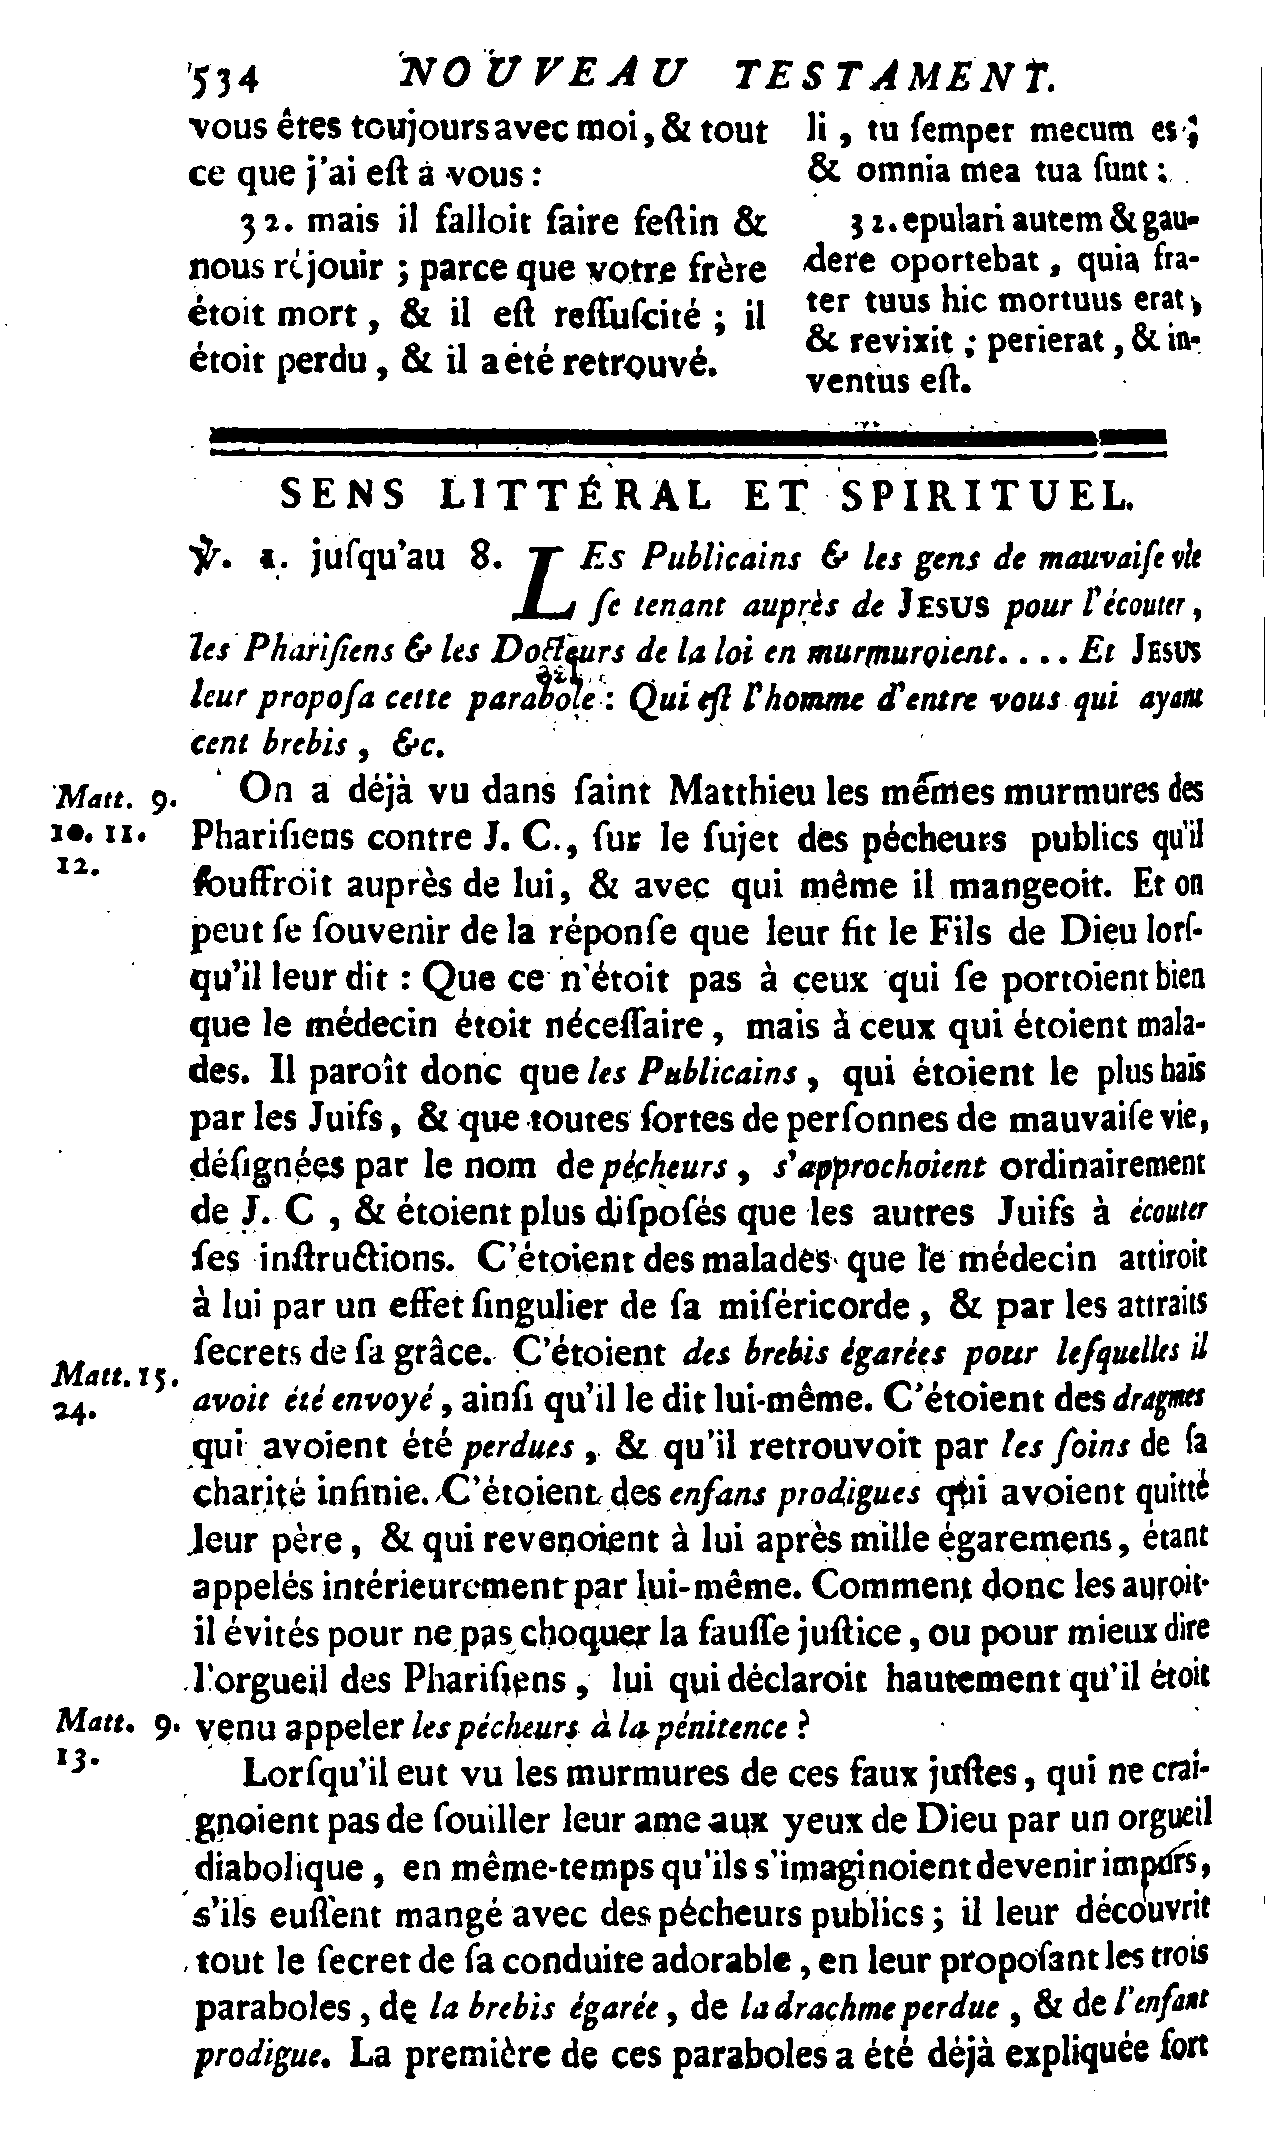 534 NOUVEAU TESTAMENT.
vous êtes toujours avec moi, & tout
ce que j'ai eſt à vous :
32. mais il falloit faire feſtin &
nous réjouir ; parce que votre frère
étoit mort, & il eſt reſſuſcité ; il
étoit perdu, & il a été retrouvé.
li, tu ſemper mecum es ;
& omnia mea tua ſunt :
32. epulari autem & gau-
dere oportebat, quia fra-
ter tuus hic mortuus erat,
& revixit ; perierat, & in-
ventus eſt.
SENS LITTÉRAL ET SPIRITUEL.
℣. 1. juſqu'au 8. LEs Publicains & les gens de mauvaiſe vie
ſe tenant auprès de JESUS pour l'écouter,
les Phariſiens & les Docteurs de la loi en murmuroient.... Et JESUS
leur propoſa cette parabole : Qui eſt l'homme d'entre vous qui ayant
cent brebis, &c.
Matt. 9.
10. 11.
12.
On a déjà vu dans ſaint Matthieu les mêmes murmures des
Phariſiens contre J. C., ſur le ſujet des pécheurs publics qu'il
ſouffroit auprès de lui, & avec qui même il mangeoit. Et on
peut ſe ſouvenir de la réponſe que leur fit le Fils de Dieu lorſ-
qu'il leur dit : Que ce n'étoit pas à ceux qui ſe portoient bien
que le médecin étoit néceſſaire, mais à ceux qui étoient mala-
des. Il paroît donc que les Publicains, qui étoient le plus haïs
par les Juifs, & que toutes ſortes de perſonnes de mauvaiſe vie,
déſignées par le nom de pécheurs, s'approchoient ordinairement
de J. C, & étoient plus diſpoſés que les autres Juifs à écouter
ſes inſtructions. C'étoient des malades que le médecin attiroit
à lui par un effet ſingulier de ſa miſéricorde, & par les attraits
ſecrets de ſa grâce. C'étoient des brebis égarées pour leſquelles il
Matt. 15.
24.
avoit été envoyé, ainſi qu'il le dit lui-même. C'étoient des dragmes
qui avoient été perdues, & qu'il retrouvoit par les ſoins de ſa
charité infinie. C'étoient des enfans prodigues qui avoient quitté
leur père, & qui revenoient à lui après mille égaremens, étant
appelés intérieurement par lui-même. Comment donc les auroit-
il évités pour ne pas choquer la fauſſe juſtice, ou pour mieux dire
l'orgueil des Phariſiens, lui qui déclaroit hautement qu'il étoit
Matt. 9.
13.
venu appeler les pécheurs à la pénitence ?
Lorſqu'il eut vu les murmures de ces faux juſtes, qui ne crai-
gnoient pas de ſouiller leur ame aux yeux de Dieu par un orgueil
diabolique, en même-temps qu'ils s'imaginoient devenir impurs,
s'ils euſſent mangé avec des pécheurs publics ; il leur découvrit
tout le ſecret de ſa conduite adorable, en leur propoſant les trois
paraboles, de la brebis égarée, de la drachme perdue, & de l'enfant
prodigue. La première de ces paraboles a été déjà expliquée fort